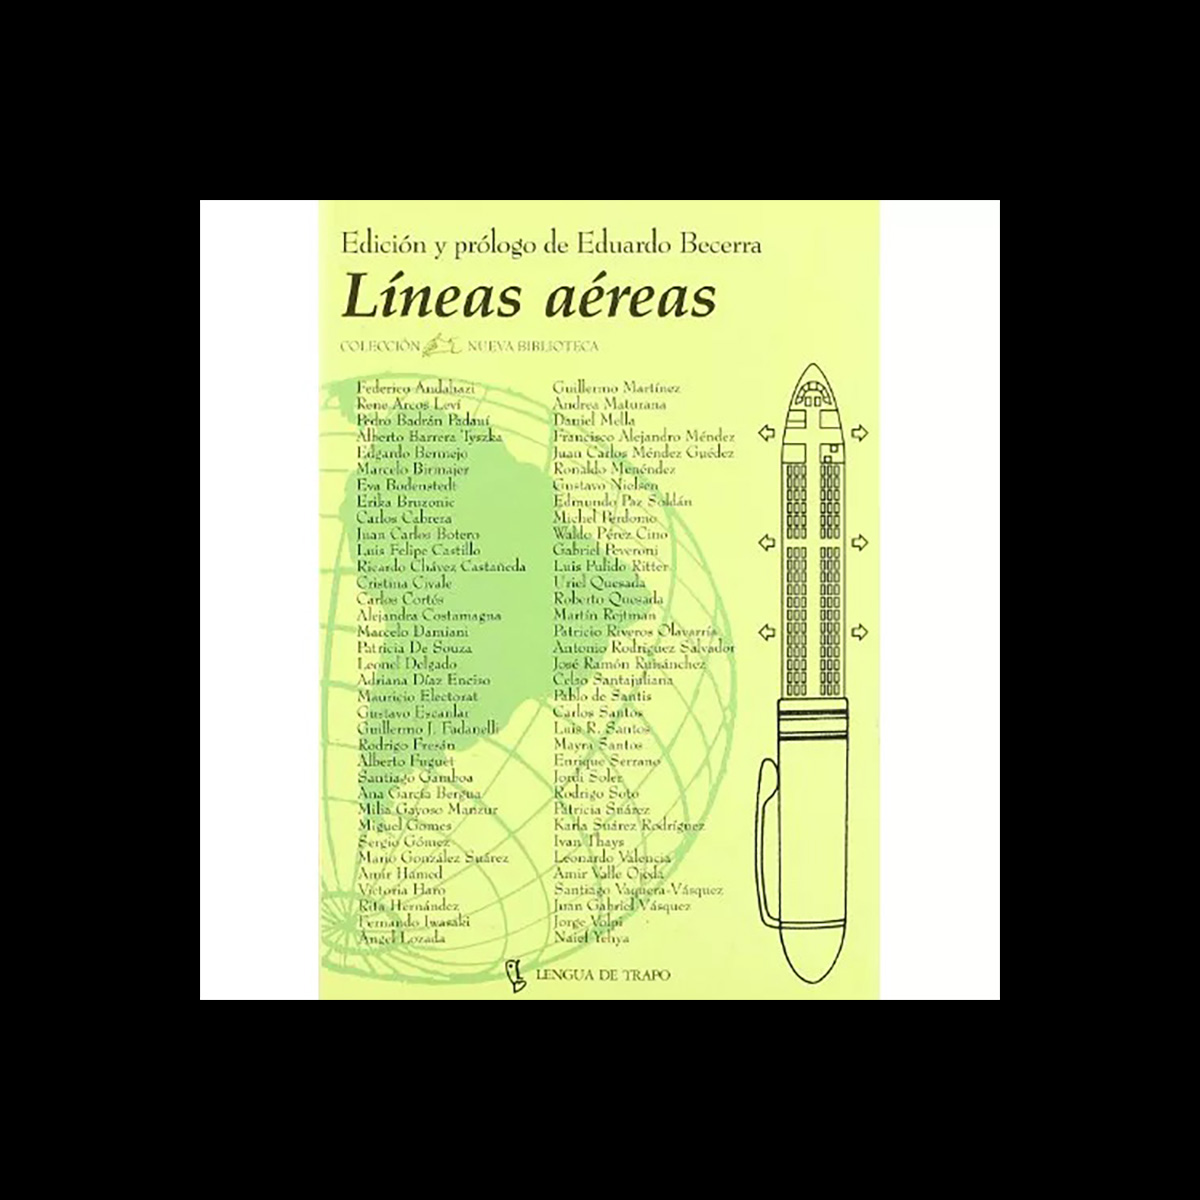 Edición y prólogo de Eduardo Becerra
Líneas aéreas
COLECCIÓN NUEVA BIBLIOTECA
Federico Andahazi
Rene Arcos Leví
Pedro Badrán Padauí
Alberto Barrera Tyszka
Edgardo Bermejo
Marcelo Birmajer
Eva Bodenstedt
Erika Bruzonic
Carlos Cabrera
Juan Carlos Botero
Luis Felipe Castillo
Ricardo Chávez Castañeda
Cristina Civale
Carlos Cortés
Alejandra Costamagna
Marcelo Damiani
Patricia De Souza
Leonel Delgado
Adriana Díaz Enciso
Mauricio Electorat
Gustavo Escanlar
Guillermo J. Fadanelli
Rodrigo Fresán
Alberto Fuguet
Santiago Gamboa
Ana García Bergua
Milia Gayoso Manzur
Miguel Gomes
Sergio Gómez
Mario González Suárez
Amir Hamed
Victoria Haro
Rita Hernández
Fernando Iwasaki
Ángel Lozada
Guillermo Martínez
Andrea Maturana
Daniel Mella
Francisco Alejandro Méndez
Juan Carlos Méndez Guédez
Ronaldo Menéndez
Gustavo Nielsen
Edmundo Paz Soldán
Michel Perdomo
Waldo Pérez Cino
Gabriel Peveroni
Luis Pulido Ritter
Uriel Quesada
Roberto Quesada
Martín Rejtman
Patricio Riveros Olavarría
Antonio Rodríguez Salvador
José Ramón Ruisánchez
Celso Santajuliana
Pablo de Santis
Carlos Santos
Luis R. Santos
Mayra Santos
Enrique Serrano
Jordi Soler
Rodrigo Soto
Patricia Suárez
Karla Suárez Rodríguez
Ivan Thays
Leonardo Valencia
Amir Valle Ojeda
Santiago Vaquera-Vásquez
Juan Gabriel Vásquez
Jorge Volpi
Naief Yehya
LENGUA DE TRAPO